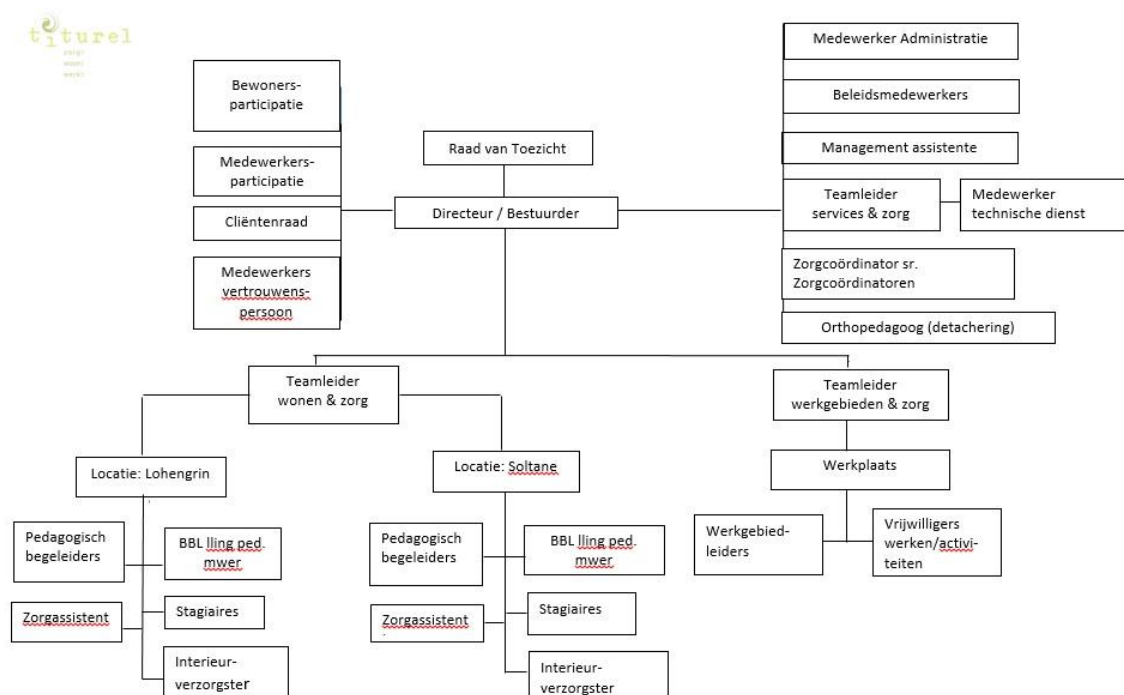 titurel
zorgt
woont
werkt
Bewoners-
participatie
Medewerkers-
participatie
Cliëntenraad
Medewerkers
vertrouwens-
persoon
Raad van Toezicht
Directeur / Bestuurder
Medewerker Administratie
Beleidsmedewerkers
Management assistente
Teamleider
services & zorg
Medewerker
technische dienst
Zorgcoördinator sr.
Zorgcoördinatoren
Orthopedagoog (detachering)
Teamleider
wonen & zorg
Teamleider
werkgebieden & zorg
Locatie: Lohengrin
Locatie: Soltane
Werkplaats
Pedagogisch
begeleiders
BBL lling ped.
mwer
Zorgassistent
Stagiaires
Interieur-
verzorgster
Pedagogisch
begeleiders
BBL lling ped.
mwer
Zorgassistent
Stagiaires
Interieur-
verzorgster
Werkgebied-
leiders
Vrijwilligers
werken/activi-
teiten